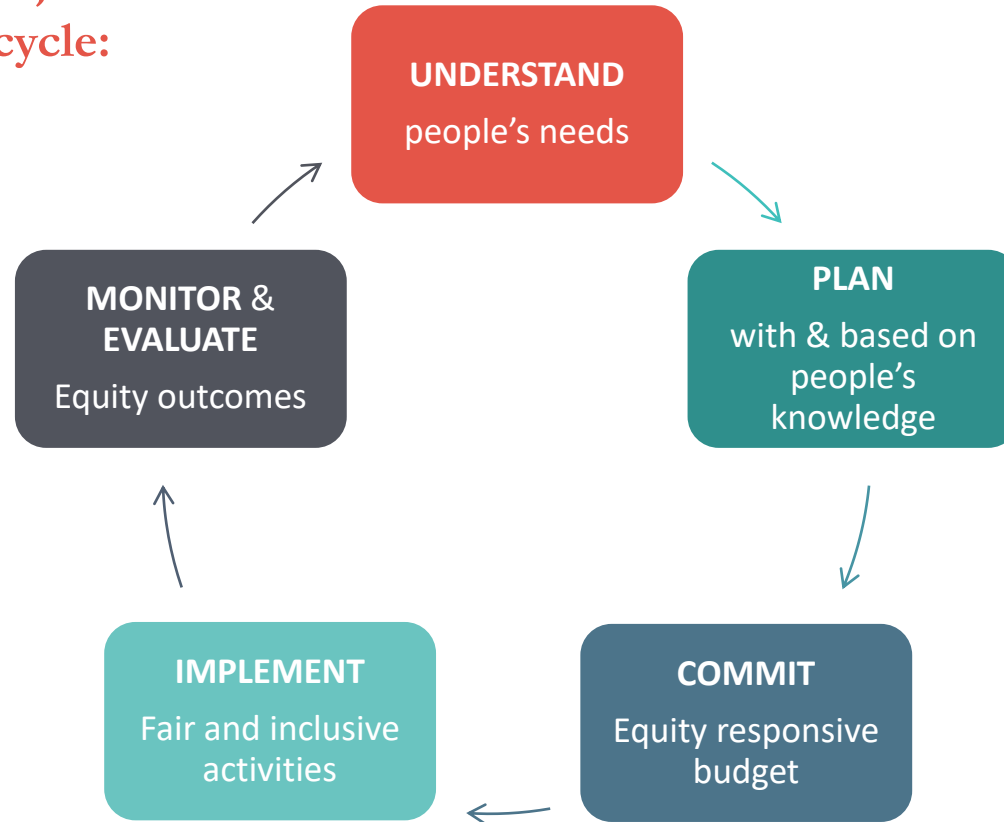 cycle:
UNDERSTAND
people's needs
PLAN
with & based on
people's
knowledge
COMMIT
Equity responsive
budget
IMPLEMENT
Fair and inclusive
activities
MONITOR &
EVALUATE
Equity outcomes